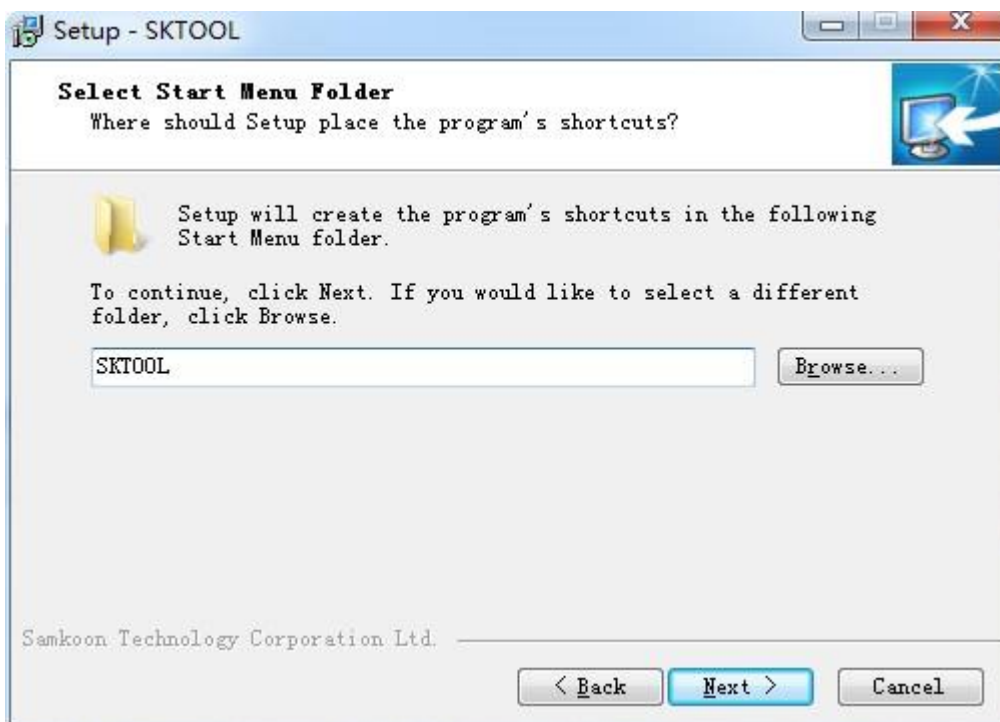 Setup - SKTOOL
Select Start Menu Folder
Where should Setup place the program's shortcuts?
Setup will create the program's shortcuts in the following
Start Menu folder.
To continue, click Next. If you would like to select a different
folder, click Browse.
SKTOOL
Browse...
Samkoon Technology Corporation Ltd.
< Back
Next >
Cancel